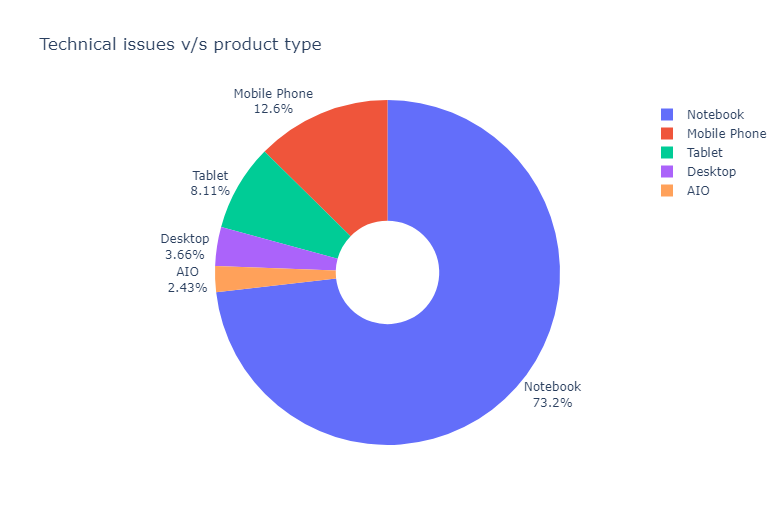 Technical issues v/s product type
Mobile Phone
12.6%
Tablet
8.11%
Desktop
3.66%
AIO
2.43%
Notebook
73.2%
Notebook
Mobile Phone
Tablet
Desktop
AIO